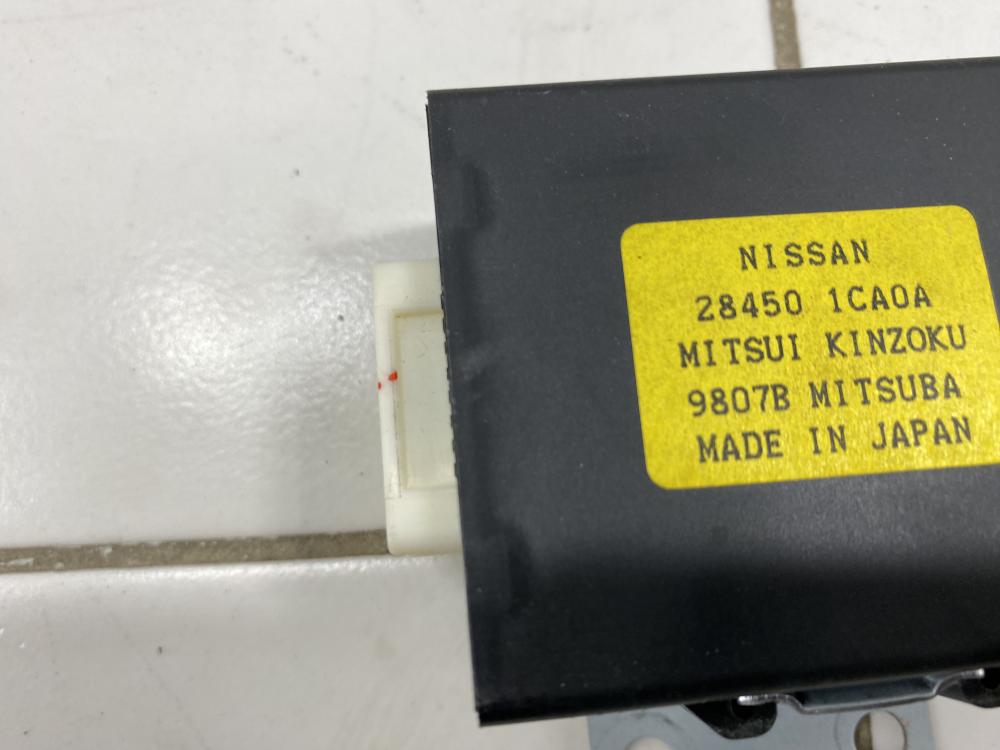 NISSAN
28450 1CA0A
MITSUI KINZOKU
9807B MITSUBA
MADE IN JAPAN